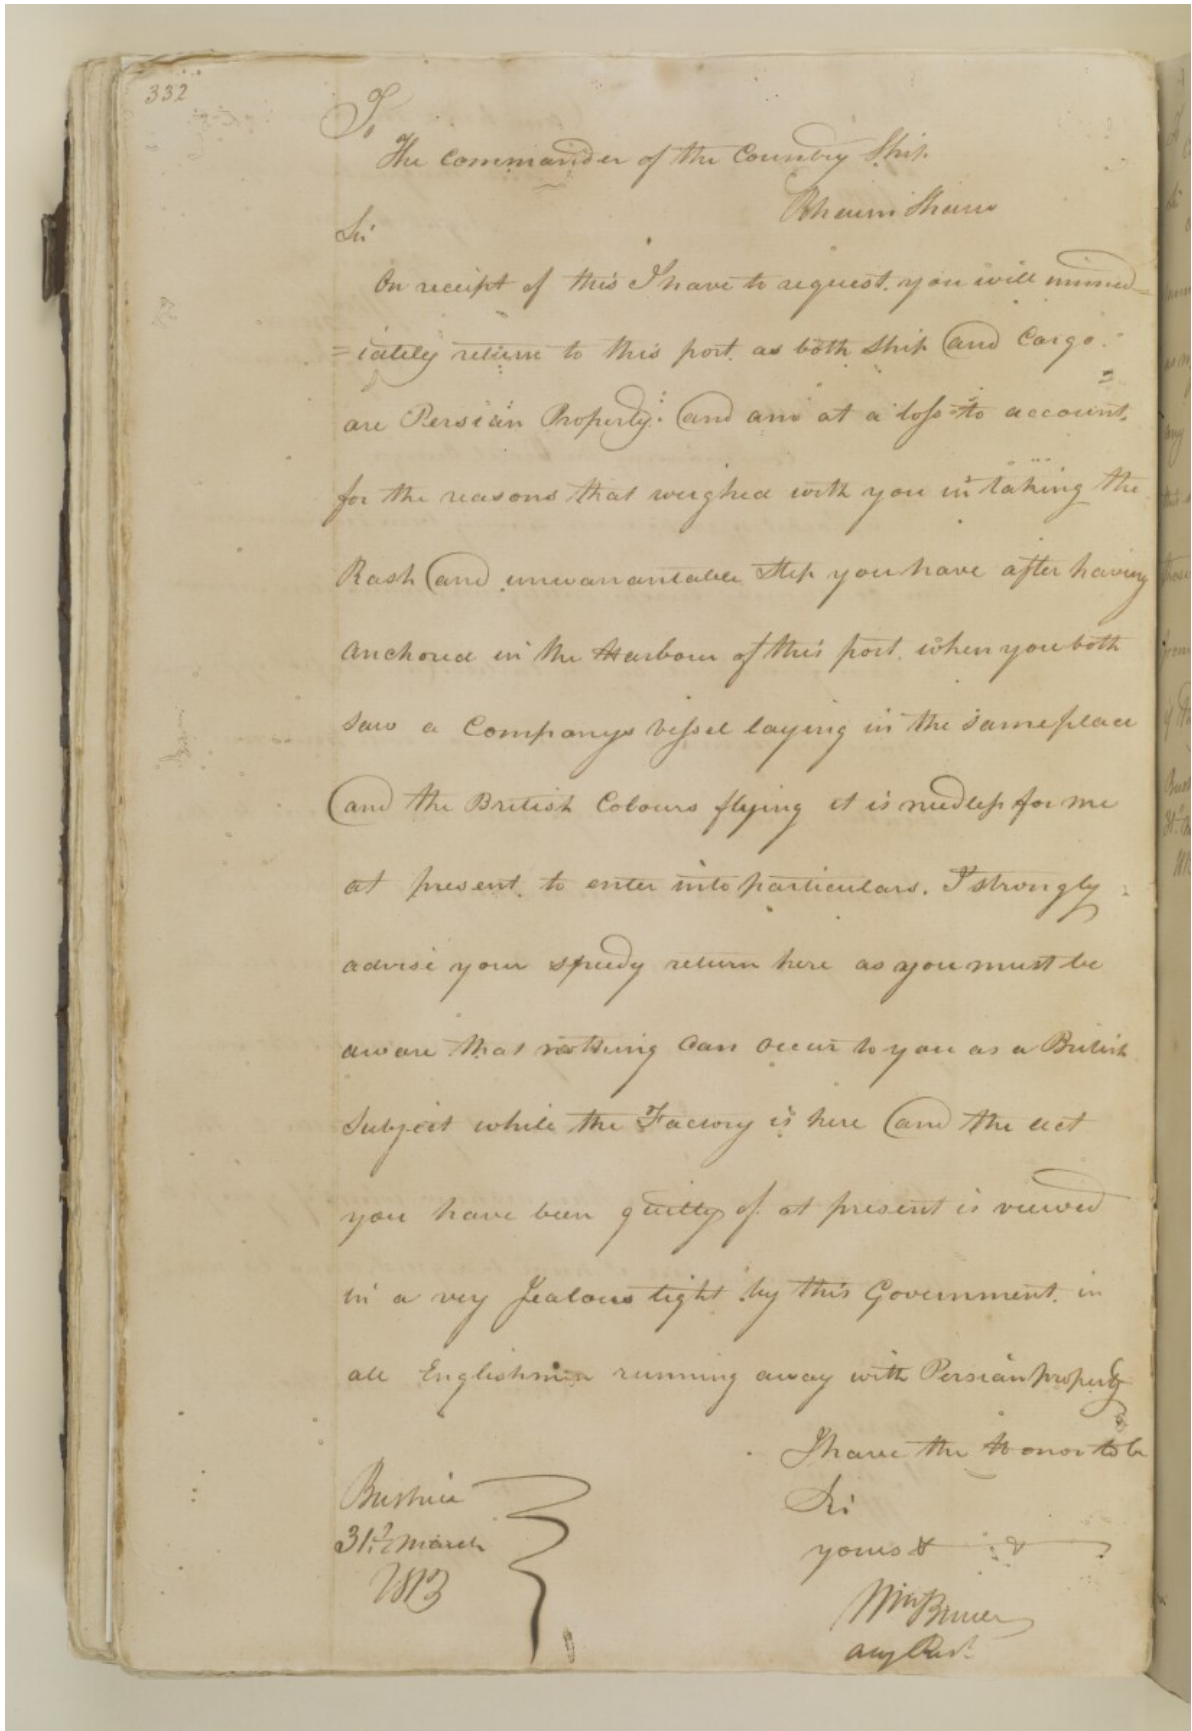 332
To
The Commander of the Country Ship
Rheim Shaw
Sir
On receipt of this I have to request you will immed=
=iately return to this port as both Ship and Cargo
are Persian Property: and am at a loss to account
for the reasons that weighed with you in taking the
Rash and unwarrantable Step you have after having
anchored in the Harbour of this port when you both
saw a Companys vessel laying in the same place
and the British Colours flying it is needless for me
at present to enter into particulars. I strongly
advise your speedy return here as you must be
aware that nothing can occur to you as a British
Subject while the Factory is here and the act
you have been guilty of at present is viewed
in a very Jealous light by this Government in
all Englishmen running away with Persian property
I have the Honor to be
Bushire
Sir
31st March
yours & &
1813
Wm Bruce
Actg Rest.